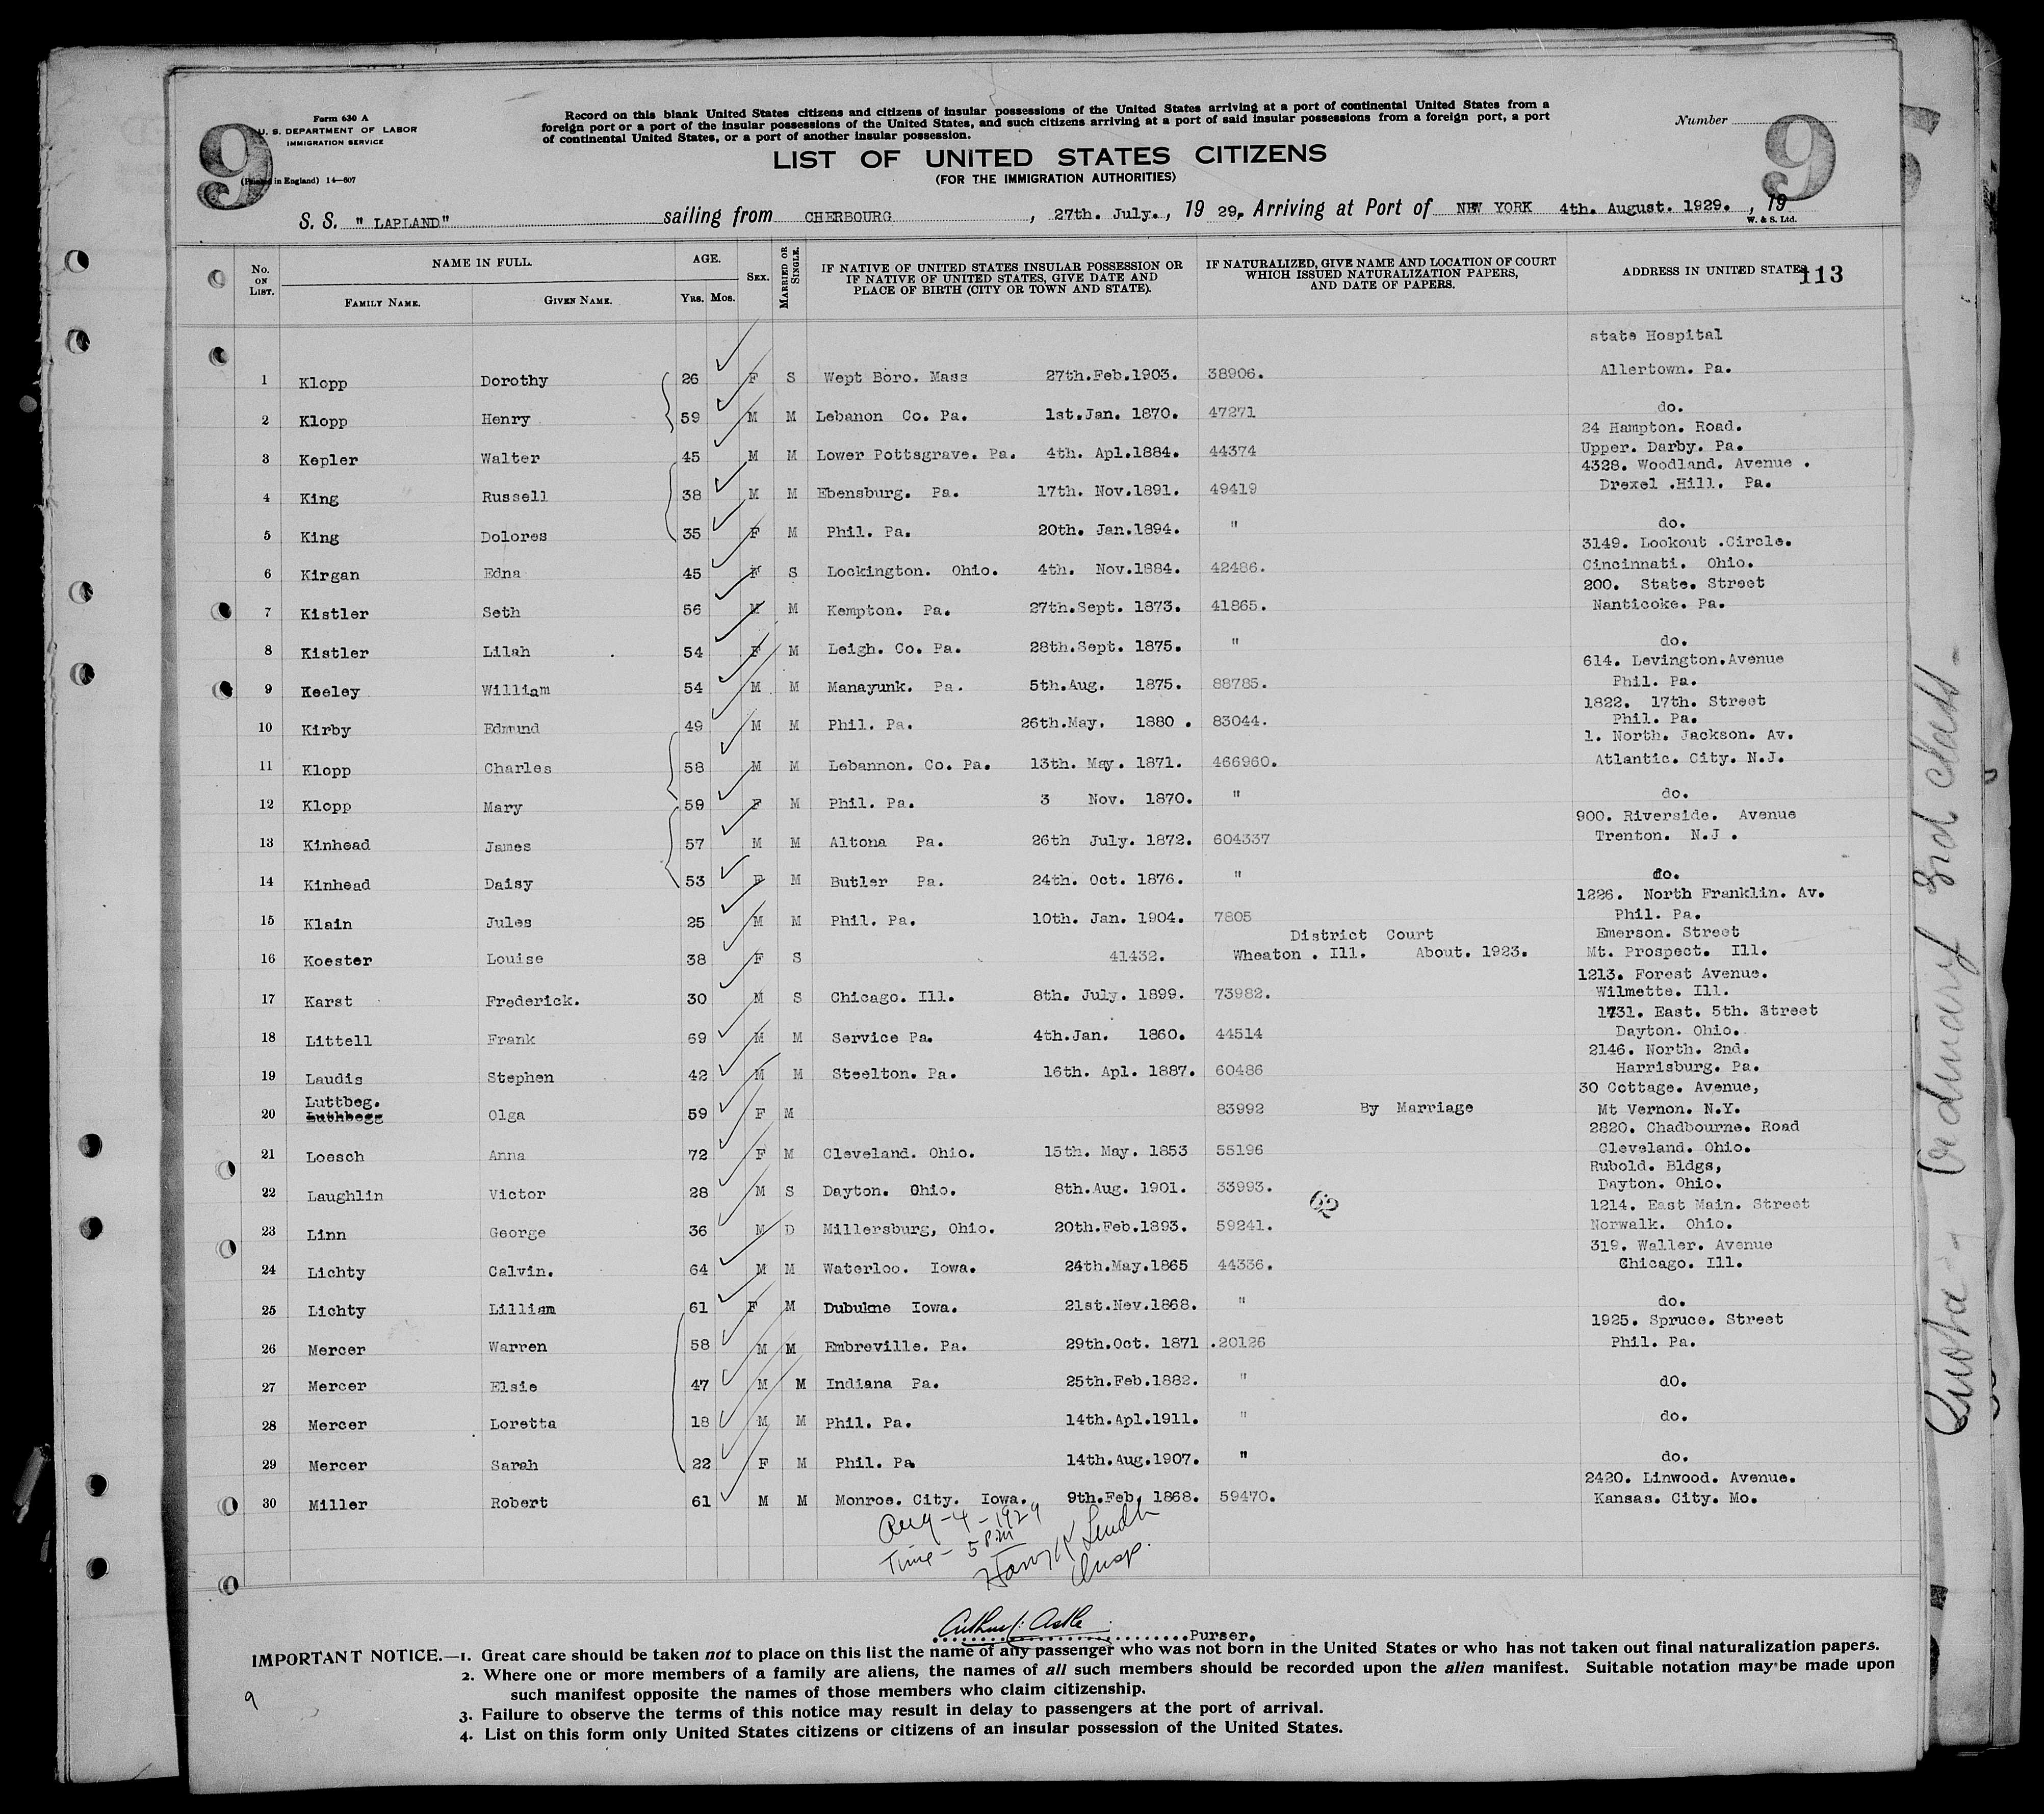 9
Form 630 A
U. S. DEPARTMENT OF LABOR
IMMIGRATION SERVICE
(Printed in England) 14—607
Record on this blank United States citizens and citizens of insular possessions of the United States arriving at a port of continental United States from a
foreign port or a port of the insular possessions of the United States, and such citizens arriving at a port of said insular possessions from a foreign port, a port
of continental United States, or a port of another insular possession.
Number
9
LIST OF UNITED STATES CITIZENS
(FOR THE IMMIGRATION AUTHORITIES)
S. S. "LAPLAND" sailing from CHERBOURG, 27th. July., 19 29, Arriving at Port of NEW YORK 4th. August. 1929., 19
W. & S. Ltd.
No. ON LIST. NAME IN FULL. FAMILY NAME. GIVEN NAME. AGE. YRS. MOS. SEX. MARRIED OR SINGLE. IF NATIVE OF UNITED STATES INSULAR POSSESSION OR IF NATIVE OF UNITED STATES, GIVE DATE AND PLACE OF BIRTH (CITY OR TOWN AND STATE). IF NATURALIZED, GIVE NAME AND LOCATION OF COURT WHICH ISSUED NATURALIZATION PAPERS, AND DATE OF PAPERS. ADDRESS IN UNITED STATES
113
state Hospital
1 Klopp Dorothy 26 F S Wept Boro. Mass 27th.Feb.1903. 38906. Allertown. Pa.
2 Klopp Henry 59 M M Lebanon Co. Pa. 1st.Jan. 1870. 47271 do.
24 Hampton. Road.
3 Kepler Walter 45 M M Lower Pottsgrave. Pa. 4th. Apl.1884. 44374 Upper. Darby. Pa.
4328. Woodland. Avenue .
4 King Russell 38 M M Ebensburg. Pa. 17th. Nov.1891. 49419 Drexel .Hill. Pa.
5 King Dolores 35 F M Phil. Pa. 20th. Jan.1894. " do.
3149. Lookout .Circle.
6 Kirgan Edna 45 F S Lockington. Ohio. 4th. Nov.1884. 42486. Cincinnati. Ohio.
200. State. Street
7 Kistler Seth 56 M M Kempton. Pa. 27th.Sept. 1873. 41865. Nanticoke. Pa.
8 Kistler Lilah 54 F M Leigh. Co. Pa. 28th.Sept. 1875. " do.
614. Levington.Avenue
9 Keeley William 54 M M Manayunk. Pa. 5th.Aug. 1875. 88785. Phil. Pa.
1822. 17th. Street
10 Kirby Edmund 49 M M Phil. Pa. 26th.May. 1880 . 83044. Phil. Pa.
1. North. Jackson. Av.
11 Klopp Charles 58 M M Lebannon. Co. Pa. 13th. May. 1871. 466960. Atlantic. City. N.J.
12 Klopp Mary 59 F M Phil. Pa. 3 Nov. 1870. " do.
900. Riverside. Avenue
13 Kinhead James 57 M M Altona Pa. 26th July. 1872. 604337 Trenton. N.J .
14 Kinhead Daisy 53 F M Butler Pa. 24th. Oct. 1876. " do.
1226. North Franklin. Av.
15 Klain Jules 25 M M Phil. Pa. 10th. Jan. 1904. 7805 Phil. Pa.
District Court Emerson. Street
16 Koester Louise 38 F S 41432. Wheaton . Ill. About. 1923. Mt. Prospect. Ill.
1213. Forest Avenue.
17 Karst Frederick. 30 M S Chicago. Ill. 8th. July. 1899. 73982. Wilmette. Ill.
1731. East. 5th. Street
18 Littell Frank 69 M M Service Pa. 4th.Jan. 1860. 44514 Dayton. Ohio.
2146. North. 2nd.
19 Laudis Stephen 42 M M Steelton. Pa. 16th. Apl. 1887. 60486 Harrisburg. Pa.
Luttbeg. 30 Cottage. Avenue,
20 Luthbegg Olga 59 F M 83992 By Marriage Mt Vernon. N.Y.
2820. Chadbourne. Road
21 Loesch Anna 72 F M Cleveland. Ohio. 15th. May. 1853 55196 Cleveland. Ohio.
Rubold. Bldgs,
22 Laughlin Victor 28 M S Dayton. Ohio. 8th.Aug. 1901. 33993. Dayton. Ohio.
62 1214. East Main. Street
23 Linn George 36 M D Millersburg, Ohio. 20th.Feb.1893. 59241. Norwalk. Ohio.
319. Waller. Avenue
24 Lichty Calvin. 64 M M Waterloo. Iowa. 24th.May.1865 44336. Chicago. Ill.
25 Lichty Lilliam 61 F M Dubukne Iowa. 21st.Nev.1868. " do.
1925. Spruce. Street
26 Mercer Warren 58 M M Embreville. Pa. 29th.Oct. 1871 .20126 Phil. Pa.
27 Mercer Elsie 47 M M Indiana Pa. 25th.Feb.1882. " dO.
28 Mercer Loretta 18 M M Phil. Pa. 14th.Apl.1911. " do.
29 Mercer Sarah 22 F M Phil. Pa 14th.Aug.1907. " do.
2420. Linwood. Avenue.
30 Miller Robert 61 M M Monroe. City. Iowa. 9th.Feb. 1868. 59470. Kansas. City. Mo.
Aug-4-1929
Time - 5 PM
Insp.
Purser.
IMPORTANT NOTICE.—1. Great care should be taken not to place on this list the name of any passenger who was not born in the United States or who has not taken out final naturalization papers.
2. Where one or more members of a family are aliens, the names of all such members should be recorded upon the alien manifest. Suitable notation may be made upon
such manifest opposite the names of those members who claim citizenship.
3. Failure to observe the terms of this notice may result in delay to passengers at the port of arrival.
4. List on this form only United States citizens or citizens of an insular possession of the United States.
9
ordinary 3rd class